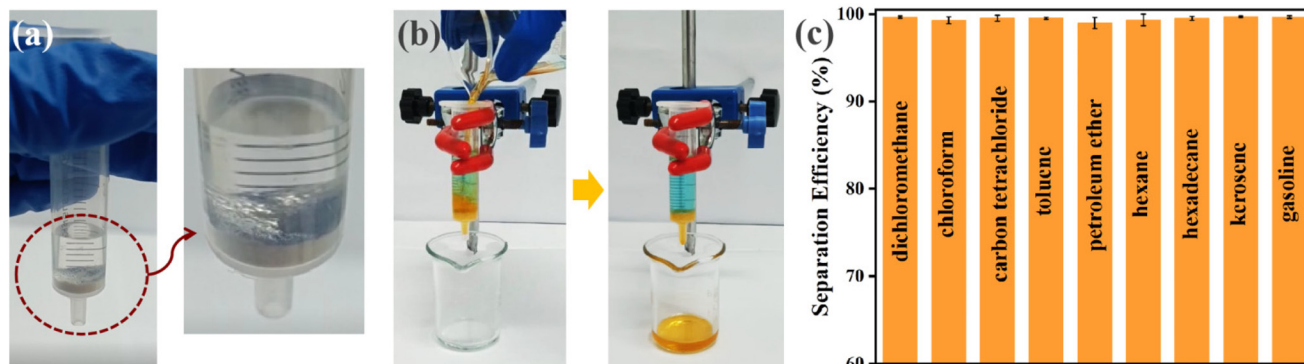 (a)
(b)
(c)
Separation Efficiency (%)
100
90
80
70
60
dichloromethane
chloroform
carbon tetrachloride
toluene
petroleum ether
hexane
hexadecane
kerosene
gasoline